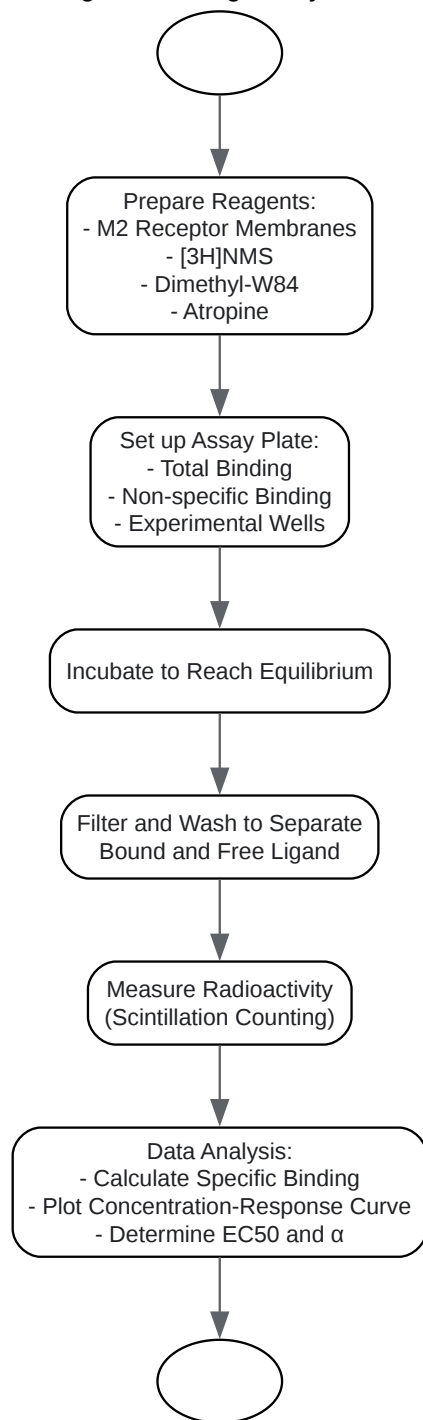 Prepare Reagents:
- M2 Receptor Membranes
- [3H]NMS
- Dimethyl-W84
- Atropine
Set up Assay Plate:
- Total Binding
- Non-specific Binding
- Experimental Wells
Incubate to Reach Equilibrium
Filter and Wash to Separate
Bound and Free Ligand
Measure Radioactivity
(Scintillation Counting)
Data Analysis:
- Calculate Specific Binding
- Plot Concentration-Response Curve
- Determine EC50 and α